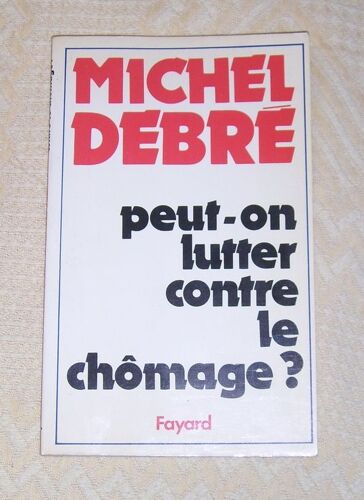 MICHEL
DEBRÉ
peut-on
lutter
contre
le
chômage?
Fayard